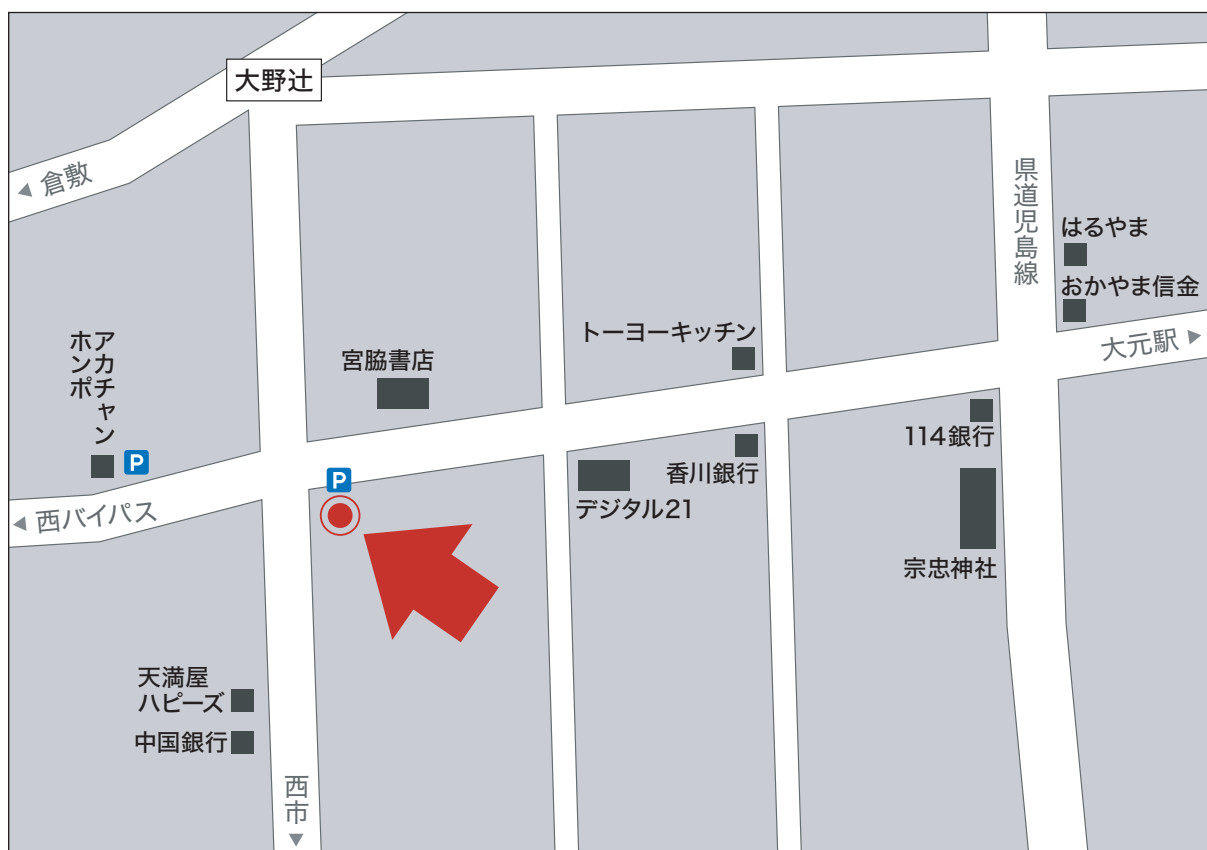 大野辻
◀ 倉敷
県道児島線
はるやま
おかやま信金
大元駅 ▶
トーヨーキッチン
宮脇書店
アカチャン
ホンポ
P
114銀行
香川銀行
P
デジタル21
◀ 西バイパス
宗忠神社
天満屋
ハピーズ
中国銀行
西市
▼